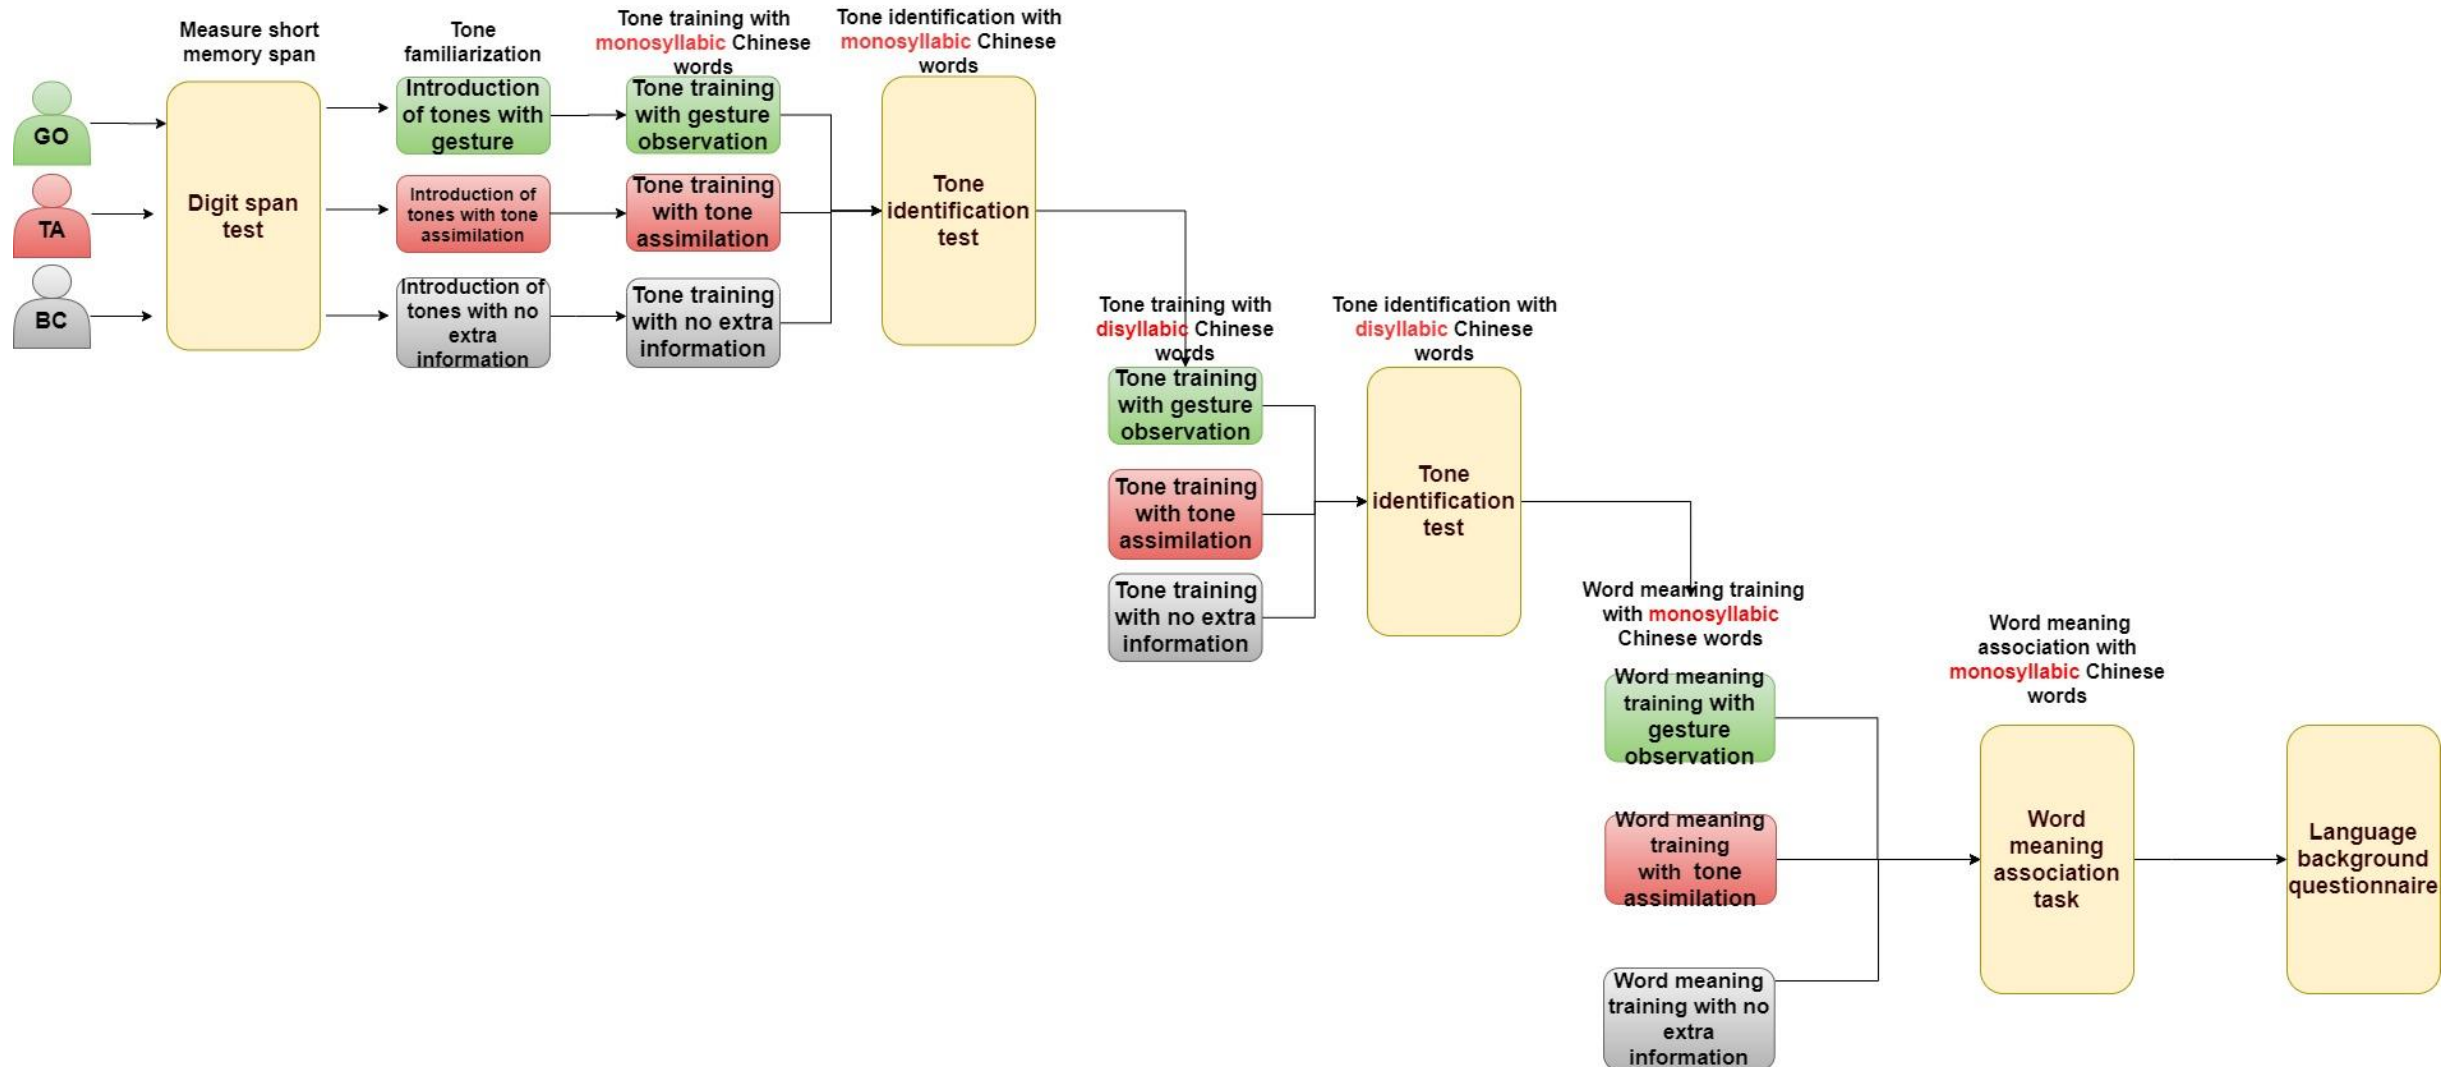 Measure short
memory span
Tone
familiarization
Tone training with
monosyllabic Chinese
words
Tone identification with
monosyllabic Chinese
words
GO
TA
BC
Digit span
test
Introduction
of tones with
gesture
Introduction of
tones with tone
assimilation
Introduction of
tones with no
extra
information
Tone training
with gesture
observation
Tone training
with tone
assimilation
Tone training
with no extra
information
Tone
identification
test
Tone training with
disyllabic Chinese
words
Tone identification with
disyllabic Chinese
words
Tone training
with gesture
observation
Tone training
with tone
assimilation
Tone training
with no extra
information
Tone
identification
test
Word meaning training
with monosyllabic
Chinese words
Word meaning
association with
monosyllabic Chinese
words
Word meaning
training with
gesture
observation
Word meaning
training
with tone
assimilation
Word meaning
training with no
extra
information
Word
meaning
association
task
Language
background
questionnaire